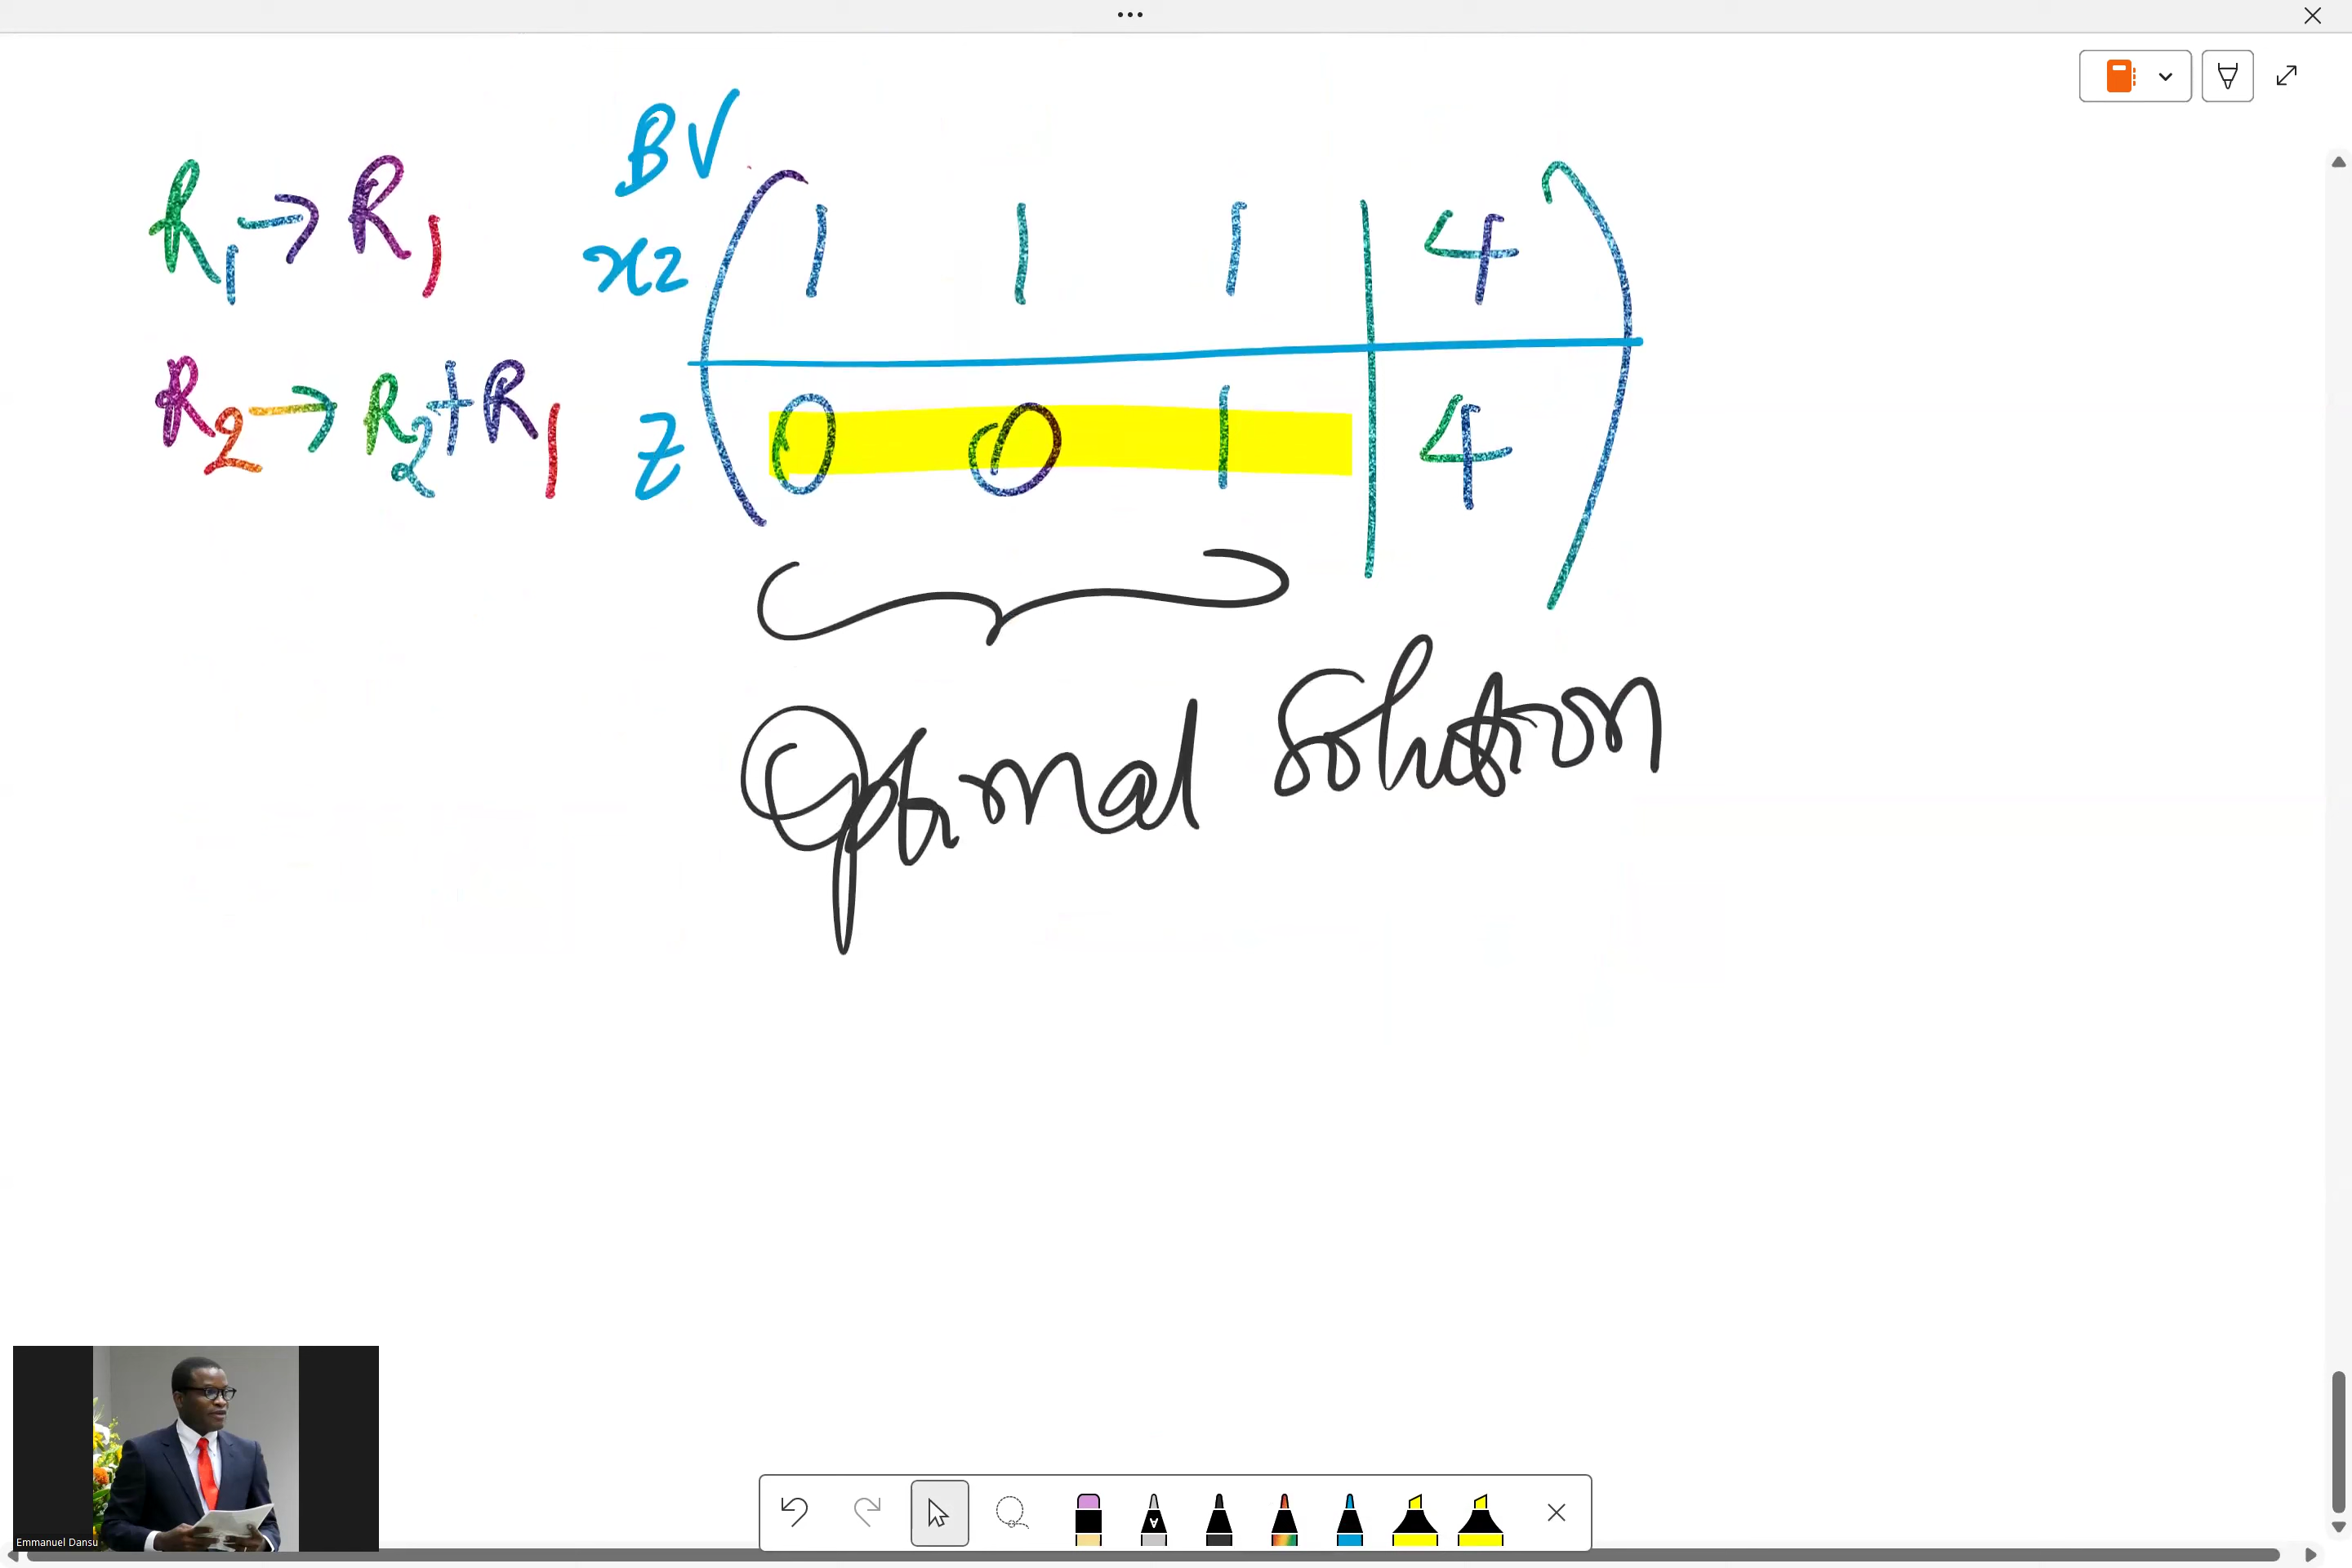 BV
R1→R1 x2 1 1 1 4
R2→R2+R1 z 0 0 1 4
Optimal Solution
Emmanuel Dansu